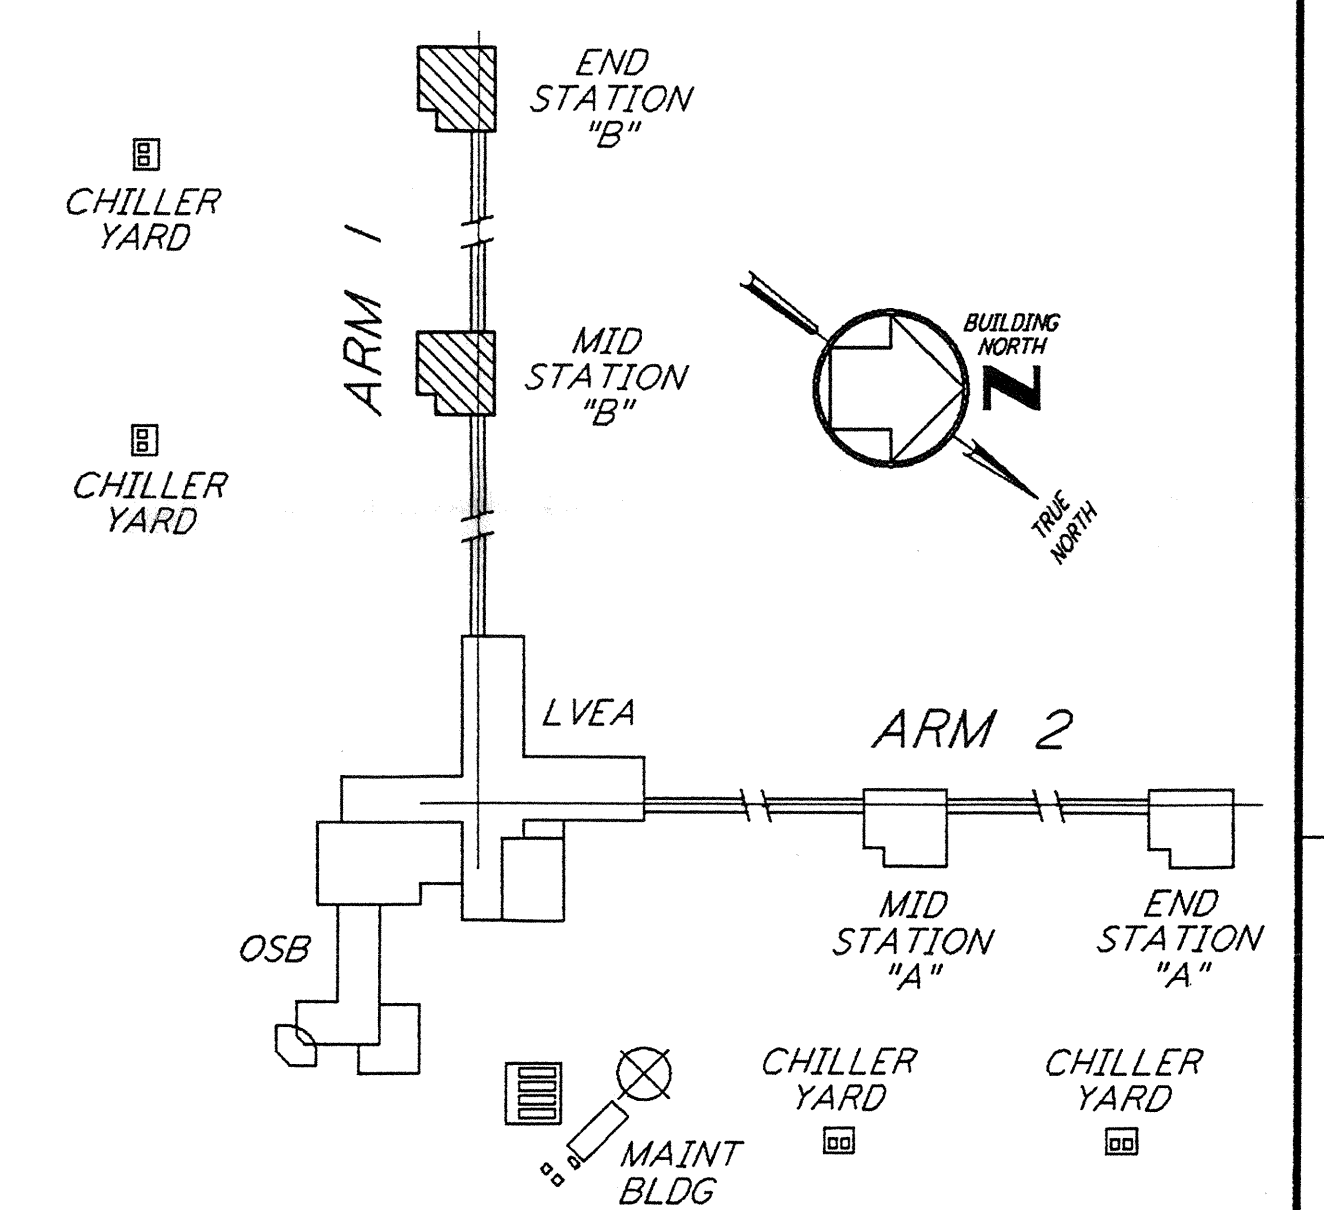 END
STATION
"B"
CHILLER
YARD
ARM 1
BUILDING
NORTH
N
MID
STATION
"B"
CHILLER
YARD
TRUE
NORTH
LVEA
ARM 2
MID
STATION
"A"
END
STATION
"A"
OSB
CHILLER
YARD
CHILLER
YARD
MAINT
BLDG